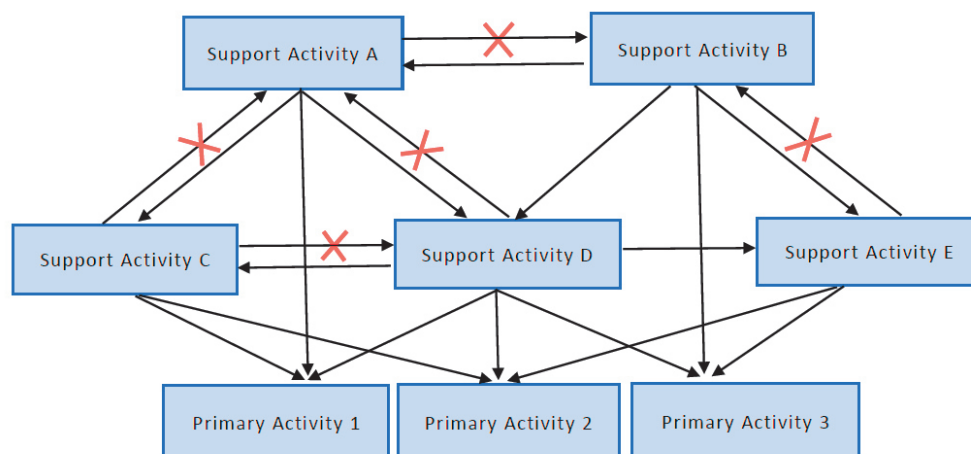 Support Activity A
Support Activity B
Support Activity C
Support Activity D
Support Activity E
Primary Activity 1
Primary Activity 2
Primary Activity 3